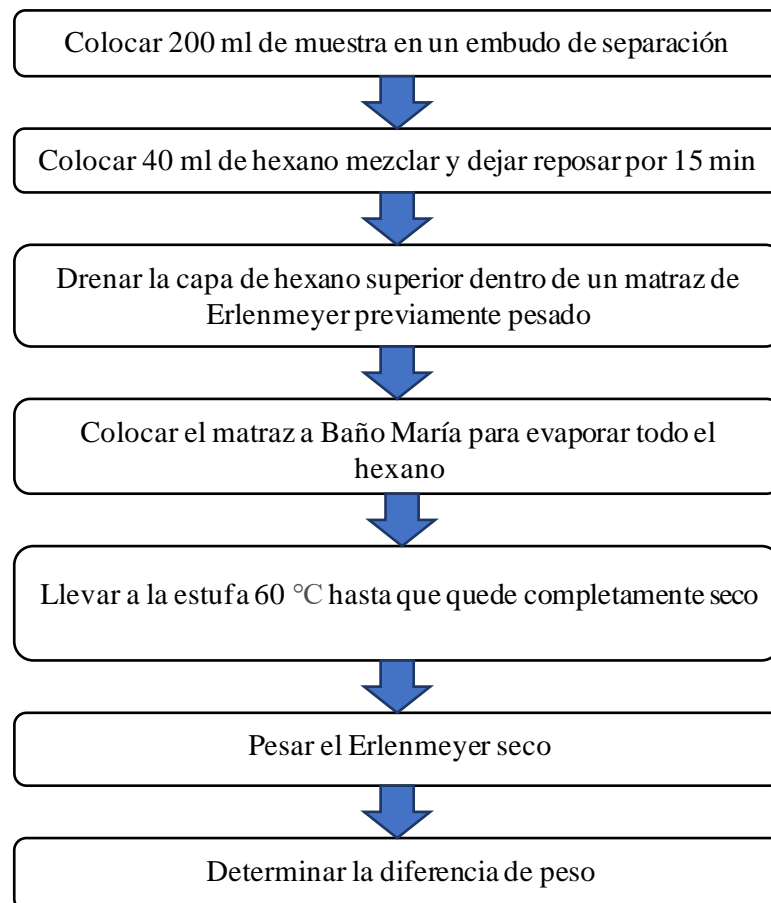 Colocar 200 ml de muestra en un embudo de separación
Colocar 40 ml de hexano mezclar y dejar reposar por 15 min
Drenar la capa de hexano superior dentro de un matraz de
Erlenmeyer previamente pesado
Colocar el matraz a Baño María para evaporar todo el
hexano
Llevar a la estufa 60 °C hasta que quede completamente seco
Pesar el Erlenmeyer seco
Determinar la diferencia de peso